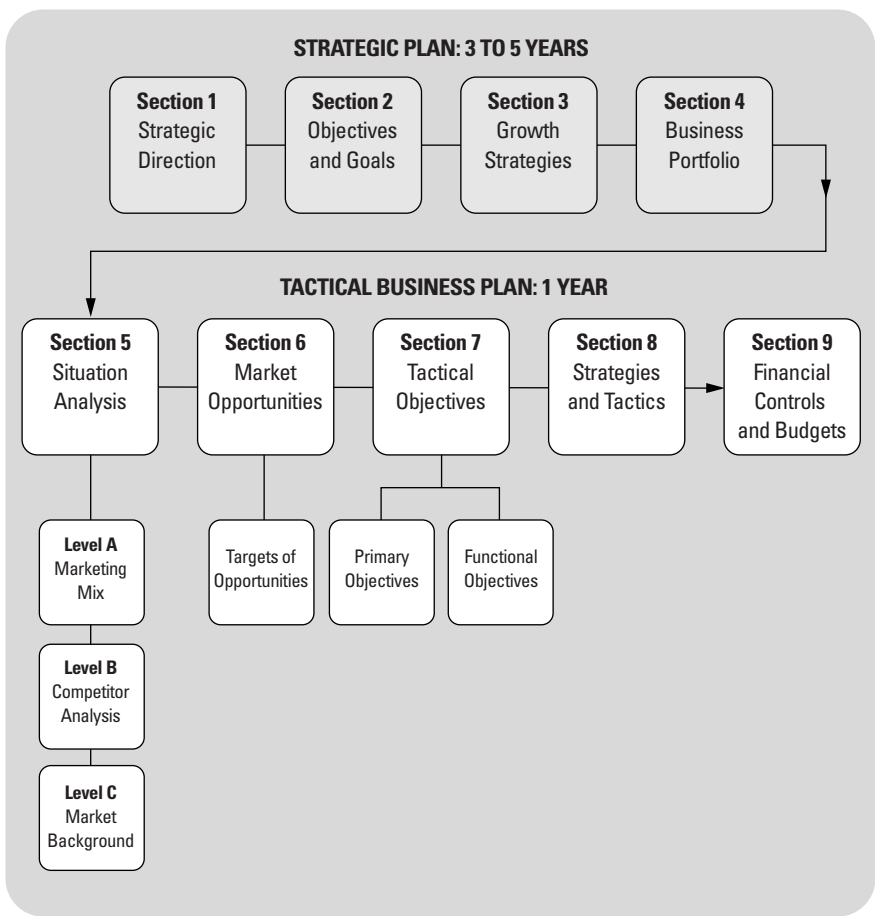 STRATEGIC PLAN: 3 TO 5 YEARS
Section 1
Strategic
Direction
Section 2
Objectives
and Goals
Section 3
Growth
Strategies
Section 4
Business
Portfolio
TACTICAL BUSINESS PLAN: 1 YEAR
Section 5
Situation
Analysis
Section 6
Market
Opportunities
Section 7
Tactical
Objectives
Section 8
Strategies
and Tactics
Section 9
Financial
Controls
and Budgets
Level A
Marketing
Mix
Targets of
Opportunities
Primary
Objectives
Functional
Objectives
Level B
Competitor
Analysis
Level C
Market
Background